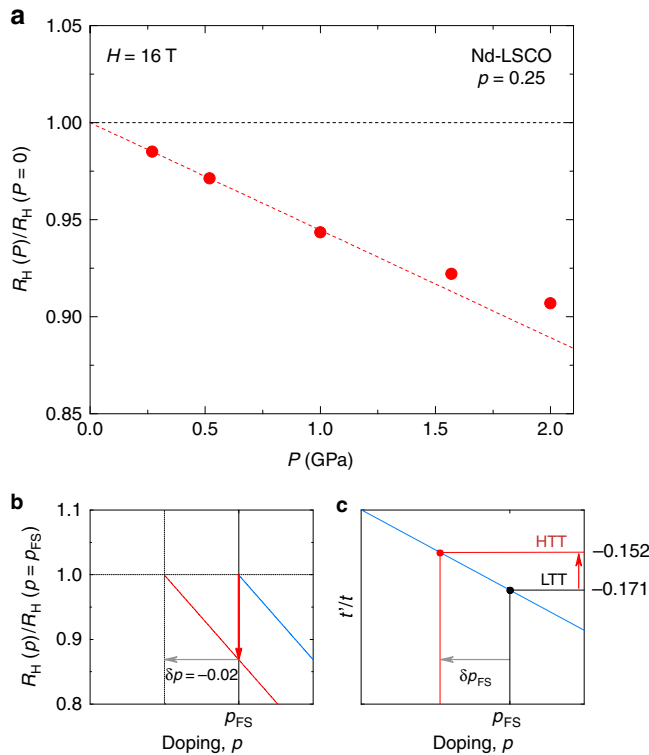 a
1.05
H = 16 T
Nd-LSCO
p = 0.25
1.00
0.95
0.90
0.85
R_H (P)/R_H (P = 0)
0.0
0.5
1.0
1.5
2.0
P (GPa)
b
1.1
1.0
0.9
0.8
R_H (p)/R_H (p = p_FS)
δp = −0.02
p_FS
Doping, p
c
HTT
−0.152
LTT
−0.171
t'/t
δp_FS
p_FS
Doping, p